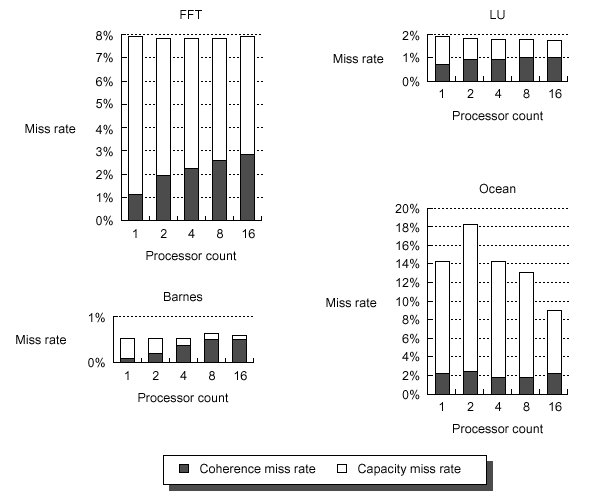 FFT
8%
7%
6%
5%
4%
3%
2%
1%
0%
Miss rate
1 2 4 8 16
Processor count
LU
2%
1%
0%
Miss rate
1 2 4 8 16
Processor count
Barnes
1%
0%
Miss rate
1 2 4 8 16
Processor count
Ocean
20%
18%
16%
14%
12%
10%
8%
6%
4%
2%
0%
Miss rate
1 2 4 8 16
Processor count
Coherence miss rate Capacity miss rate